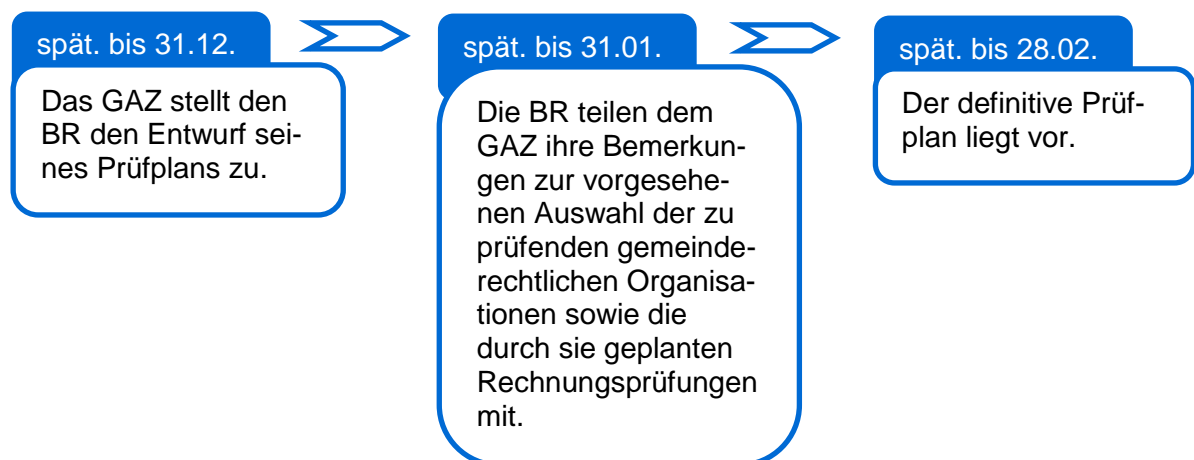 spät. bis 31.12.
Das GAZ stellt den
BR den Entwurf sei-
nes Prüfplans zu.
spät. bis 31.01.
Die BR teilen dem
GAZ ihre Bemerkun-
gen zur vorgesehe-
nen Auswahl der zu
prüfenden gemeinde-
rechtlichen Organisa-
tionen sowie die
durch sie geplanten
Rechnungsprüfungen
mit.
spät. bis 28.02.
Der definitive Prüf-
plan liegt vor.